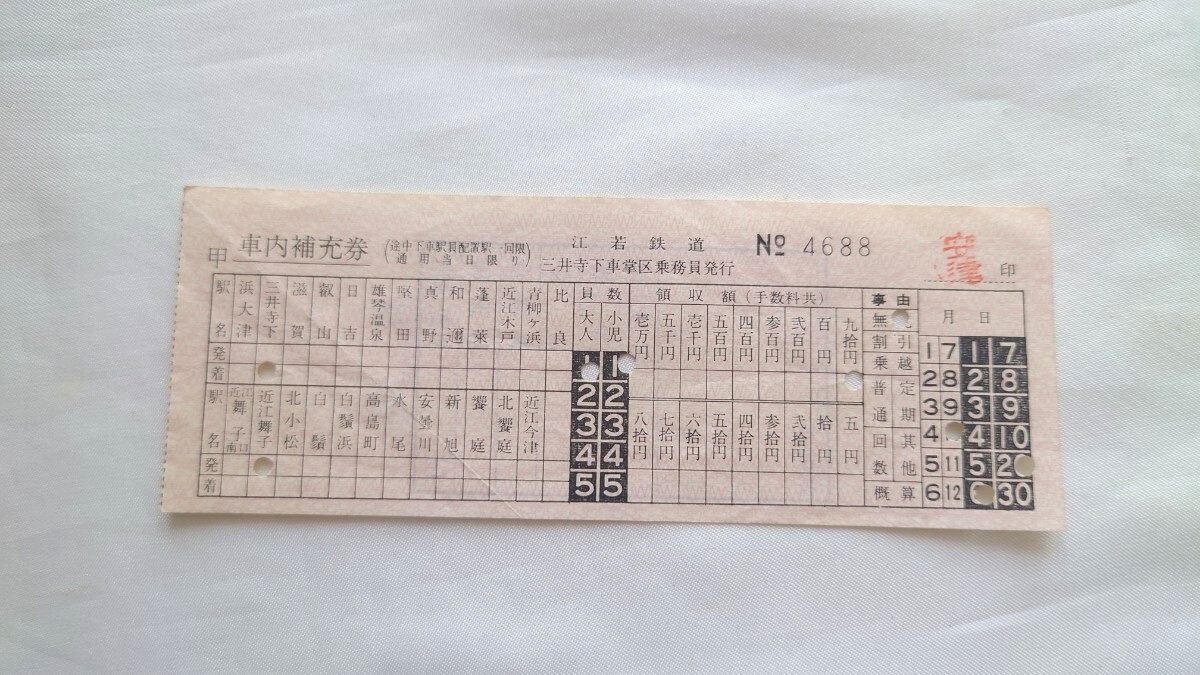 甲 車内補充券 (途中下車駅員配置駅一回限 通用当日限り) 江若鉄道 三井寺下車掌区乗務員発行 № 4688 印
駅名 浜大津 三井寺下 滋賀 叡山 日吉 雄琴温泉 堅田 真野 和邇 蓬萊 近江木戸 青柳ヶ浜 比良
発
着
駅名 近江舞子南口 近江舞子 北小松 白鬚 白鬚浜 高島町 水尾 安曇川 新旭 饗庭 北饗庭 近江今津
発
着
員数
大人 小児
1
2 2
3 3
4 4
5 5
領収額(手数料共)
壱万円 五千円 壱千円 五百円 四百円 参百円 弐百円 百円 九拾円
八拾円 七拾円 六拾円 五拾円 四拾円 参拾円 弐拾円 拾円 五円
事由
無
割引
乗越
普定
通期
回其
数他
概算
月 日
1 7 1 7
2 8 2 8
3 9 3 9
4 4 10
5 11 5 2
6 12 30